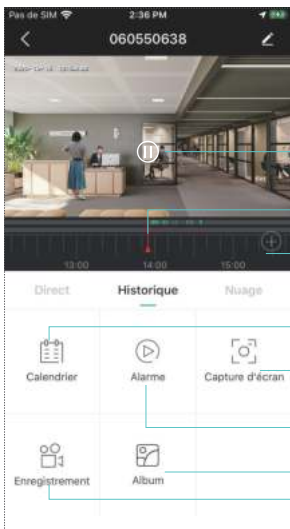 Pas de SIM 2:36 PM
060550638
13:00 14:00 15:00
Direct Historique Nuage
Calendrier Alarme Capture d'écran
Enregistrement Album